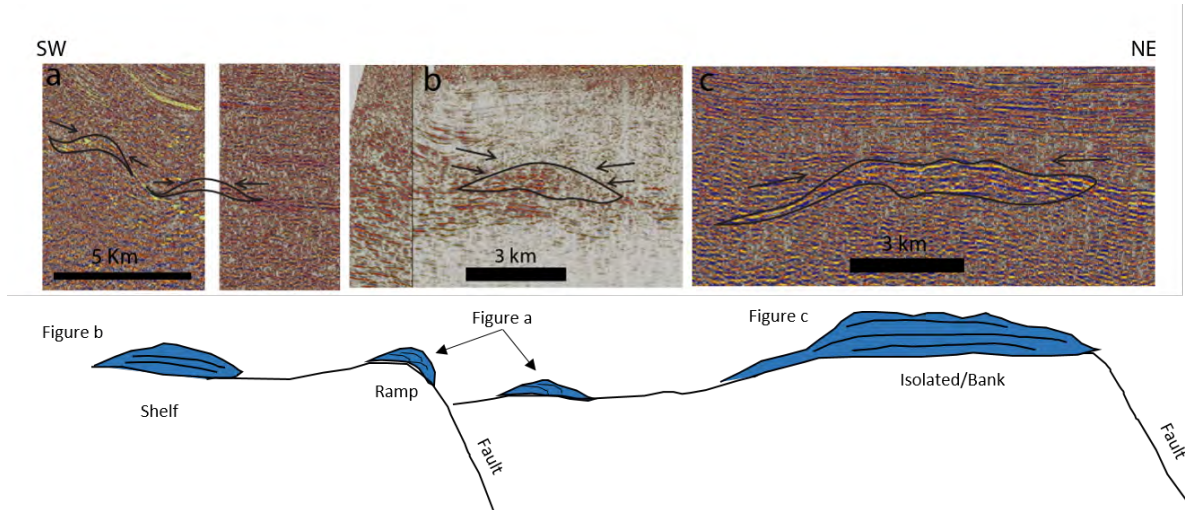 SW
NE
a
b
c
5 Km
3 km
3 km
Figure b
Figure a
Figure c
Shelf
Ramp
Isolated/Bank
Fault
Fault